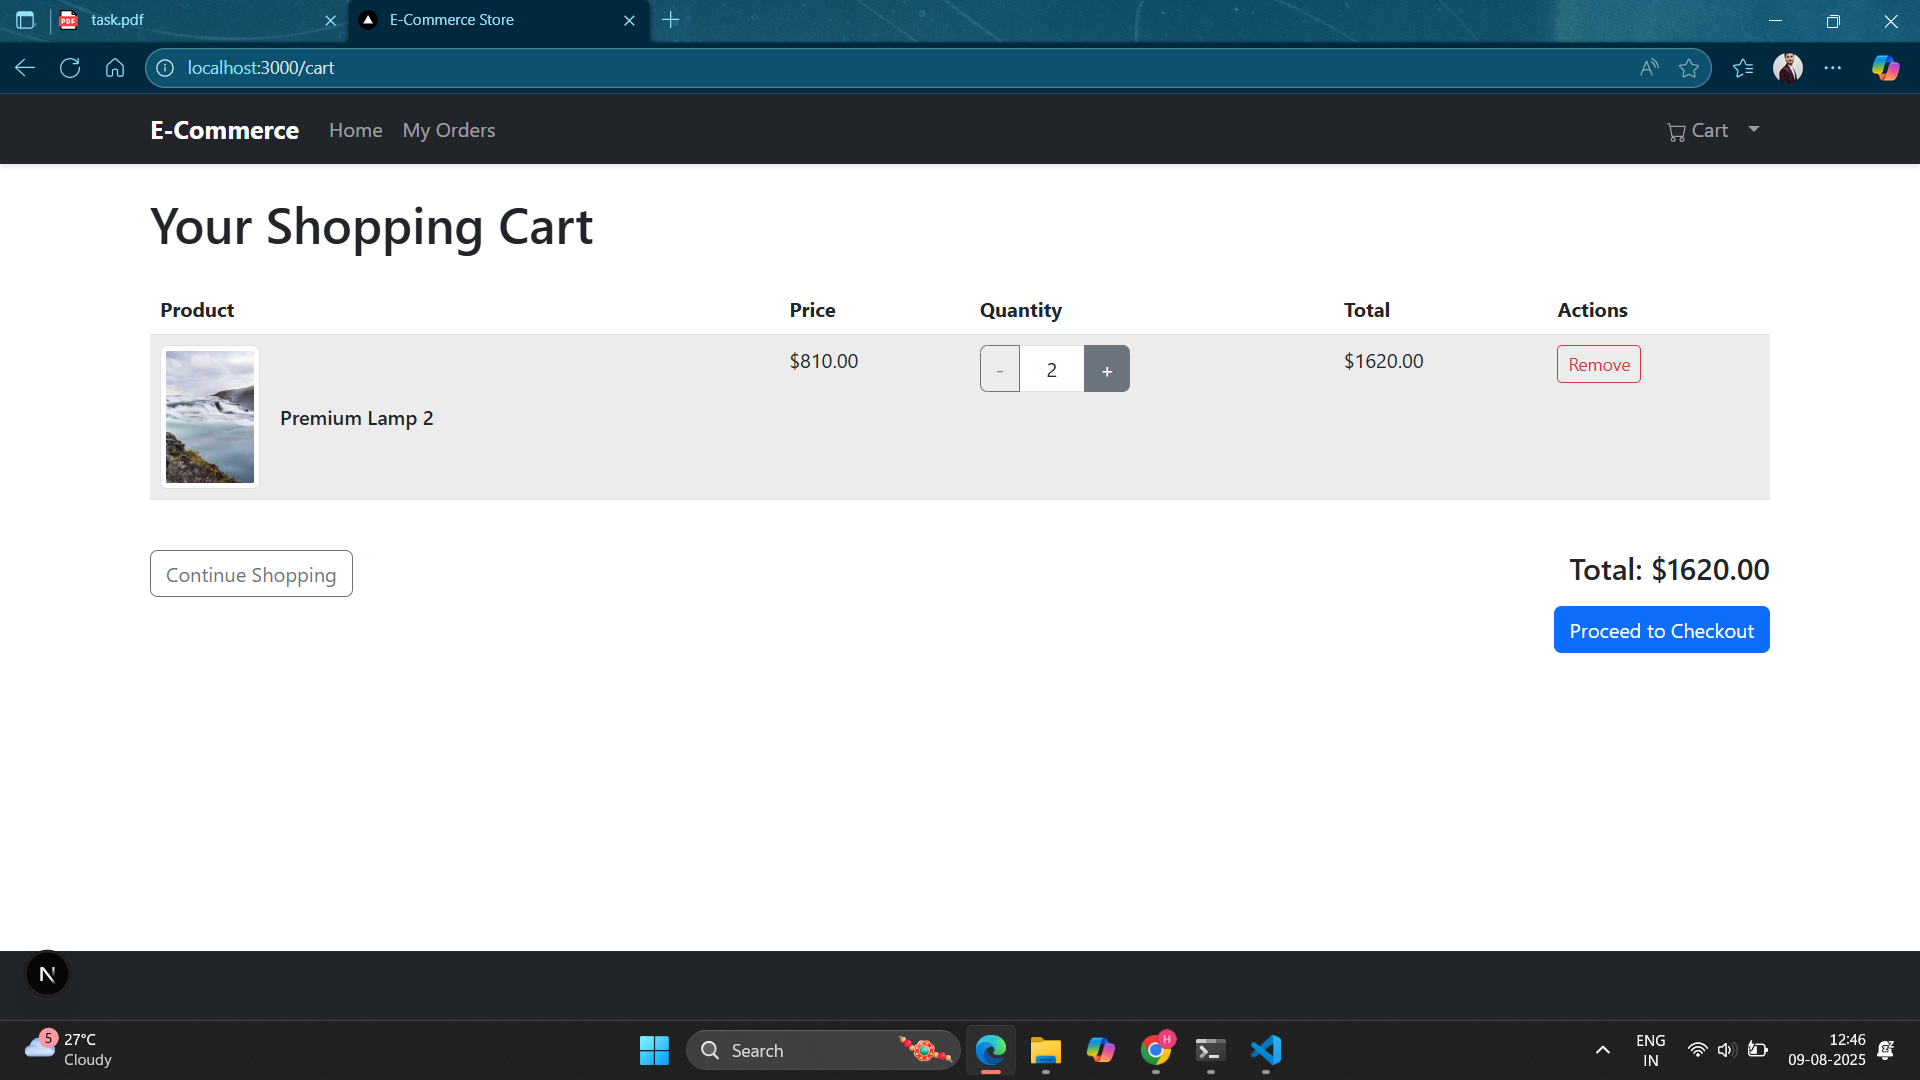 task.pdf
E-Commerce Store
localhost:3000/cart
E-Commerce Home My Orders Cart
Your Shopping Cart
Product Price Quantity Total Actions
Premium Lamp 2 $810.00 - 2 + $1620.00 Remove
Continue Shopping
Total: $1620.00
Proceed to Checkout
N
5
27°C
Cloudy
Search
H
ENG
IN
12:46
09-08-2025